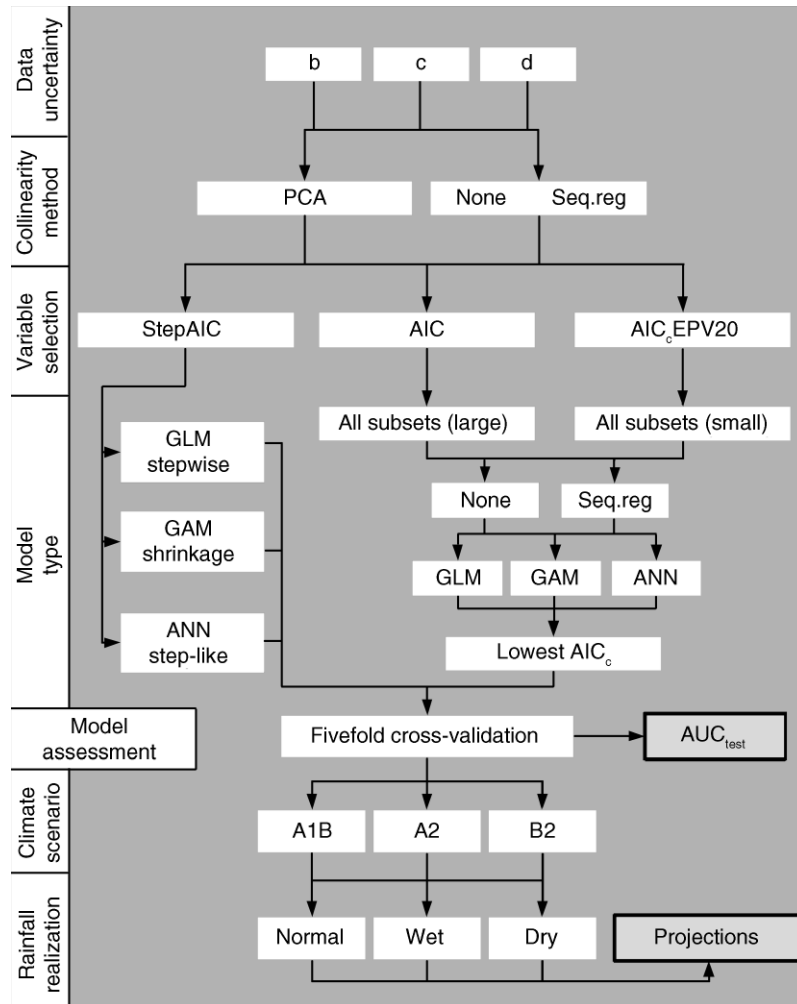 Data
uncertainty
b
c
d
Collinearity
method
PCA
None
Seq.reg
Variable
selection
StepAIC
AIC
AICcEPV20
Model
type
All subsets (large)
All subsets (small)
GLM
stepwise
None
Seq.reg
GAM
shrinkage
GLM
GAM
ANN
ANN
step-like
Lowest AICc
Model
assessment
Fivefold cross-validation
AUCtest
Climate
scenario
A1B
A2
B2
Rainfall
realization
Normal
Wet
Dry
Projections